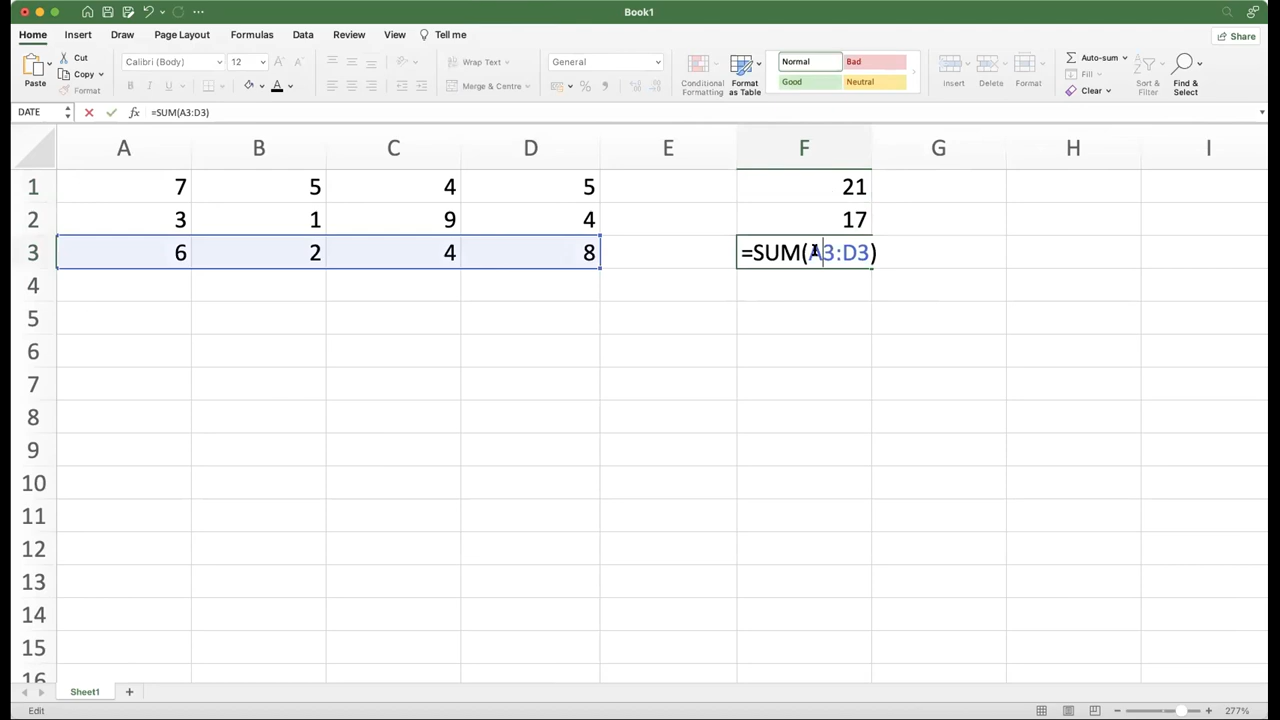 Book1
Home Insert Draw Page Layout Formulas Data Review View Tell me Share
Paste
Cut
Copy
Format
Calibri (Body) 12
B I U A
Wrap Text
Merge & Centre
General
%
Conditional Formatting
Format as Table
Normal Bad
Good Neutral
Insert Delete Format
Auto-sum
Fill
Clear
Sort & Filter
Find & Select
DATE fx =SUM(A3:D3)
A B C D E F G H I
1 7 5 4 5 21
2 3 1 9 4 17
3 6 2 4 8 =SUM(A3:D3)
4
5
6
7
8
9
10
11
12
13
14
15
16
Sheet1 +
Edit 277%